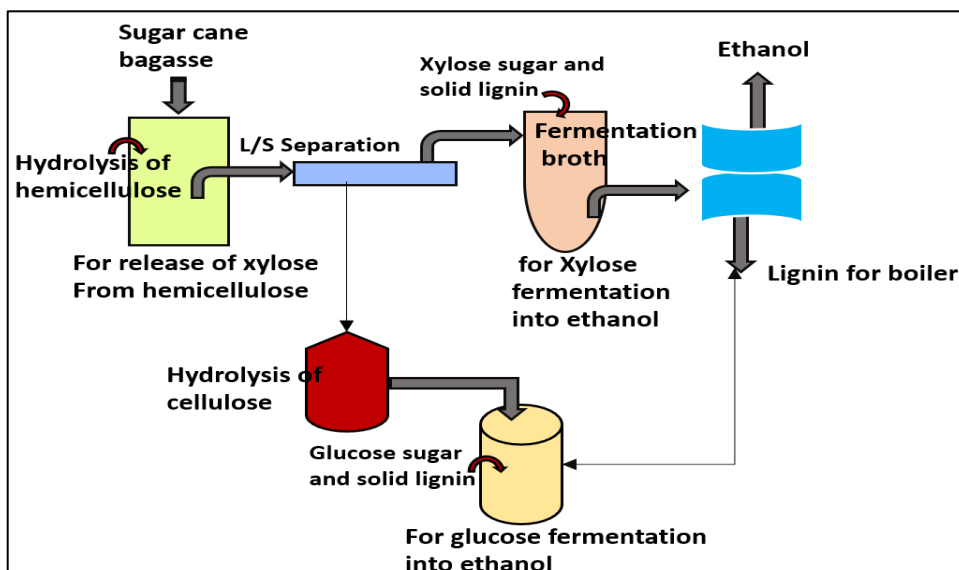 Sugar cane
bagasse
Hydrolysis of
hemicellulose
L/S Separation
For release of xylose
From hemicellulose
Xylose sugar and
solid lignin
Fermentation
broth
for Xylose
fermentation
into ethanol
Ethanol
Lignin for boiler
Hydrolysis of
cellulose
Glucose sugar
and solid lignin
For glucose fermentation
into ethanol